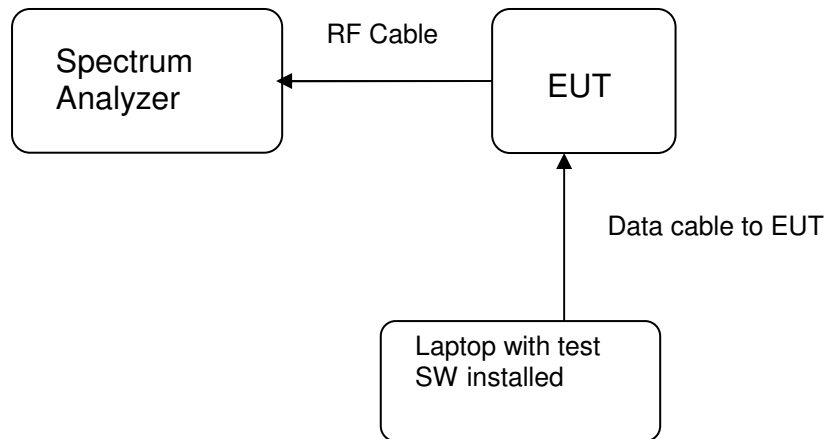 RF Cable
Spectrum
Analyzer
EUT
Data cable to EUT
Laptop with test
SW installed